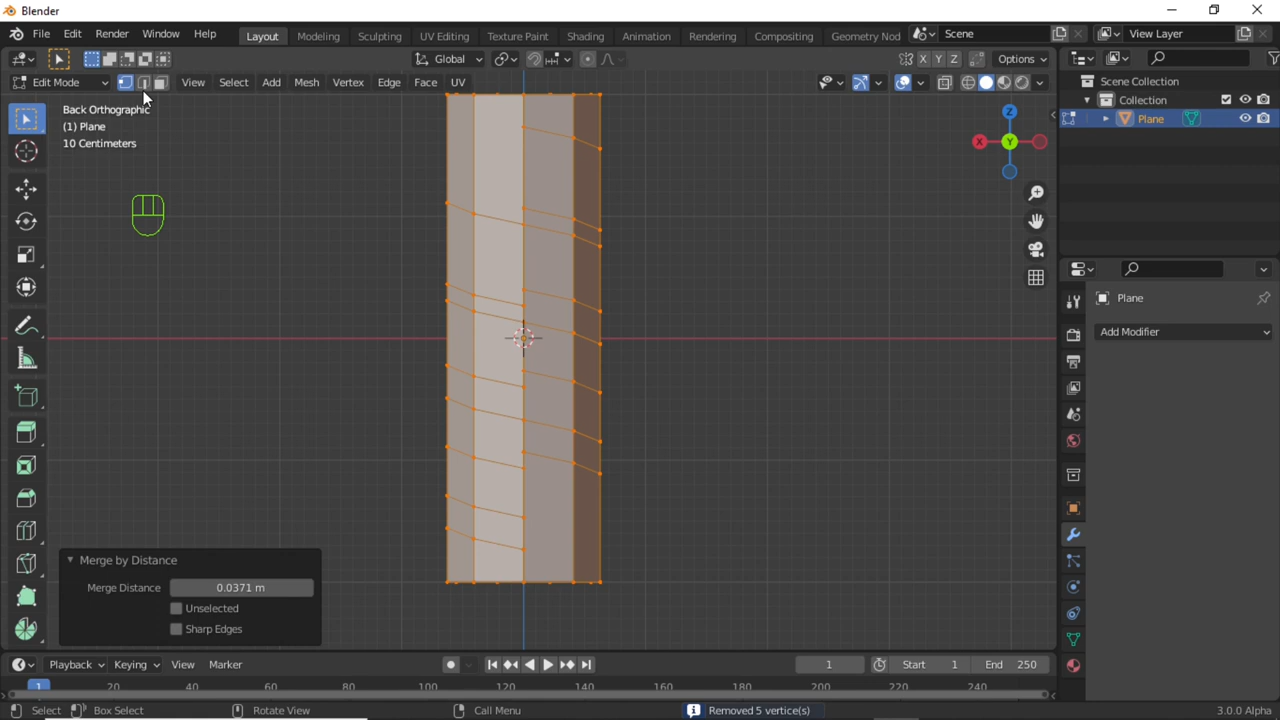 Blender
File Edit Render Window Help Layout Modeling Sculpting UV Editing Texture Paint Shading Animation Rendering Compositing Geometry Nod Scene View Layer
Global X Y Z Options
Edit Mode View Select Add Mesh Vertex Edge Face UV
Back Orthographic
(1) Plane
10 Centimeters
Z
X Y
Scene Collection
Collection
Plane
Plane
Add Modifier
Merge by Distance
Merge Distance 0.0371 m
Unselected
Sharp Edges
Playback Keying View Marker 1 Start 1 End 250
1 20 40 60 80 100 120 140 160 180 200 220 240
Select Box Select Rotate View Call Menu Removed 5 vertice(s) 3.0.0 Alpha